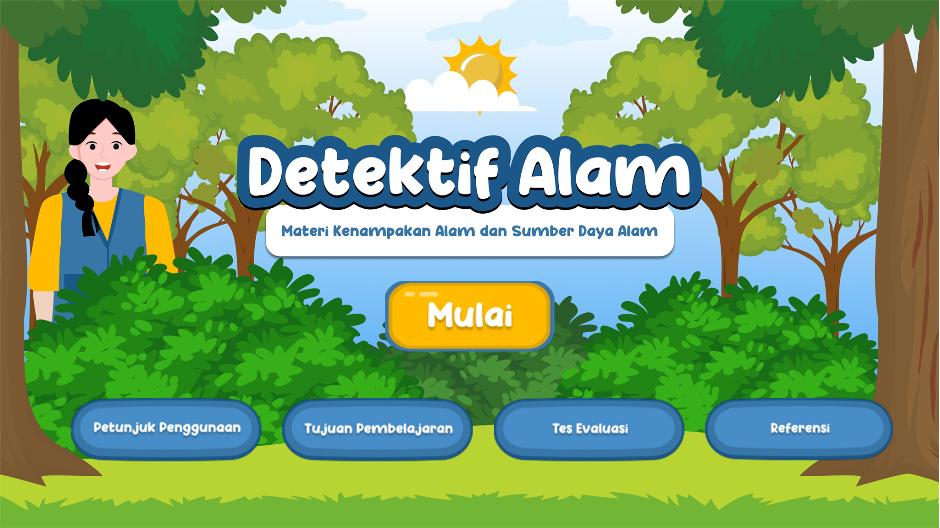 Detektif Alam
Materi Kenampakan Alam dan Sumber Daya Alam
Mulai
Petunjuk Penggunaan
Tujuan Pembelajaran
Tes Evaluasi
Referensi